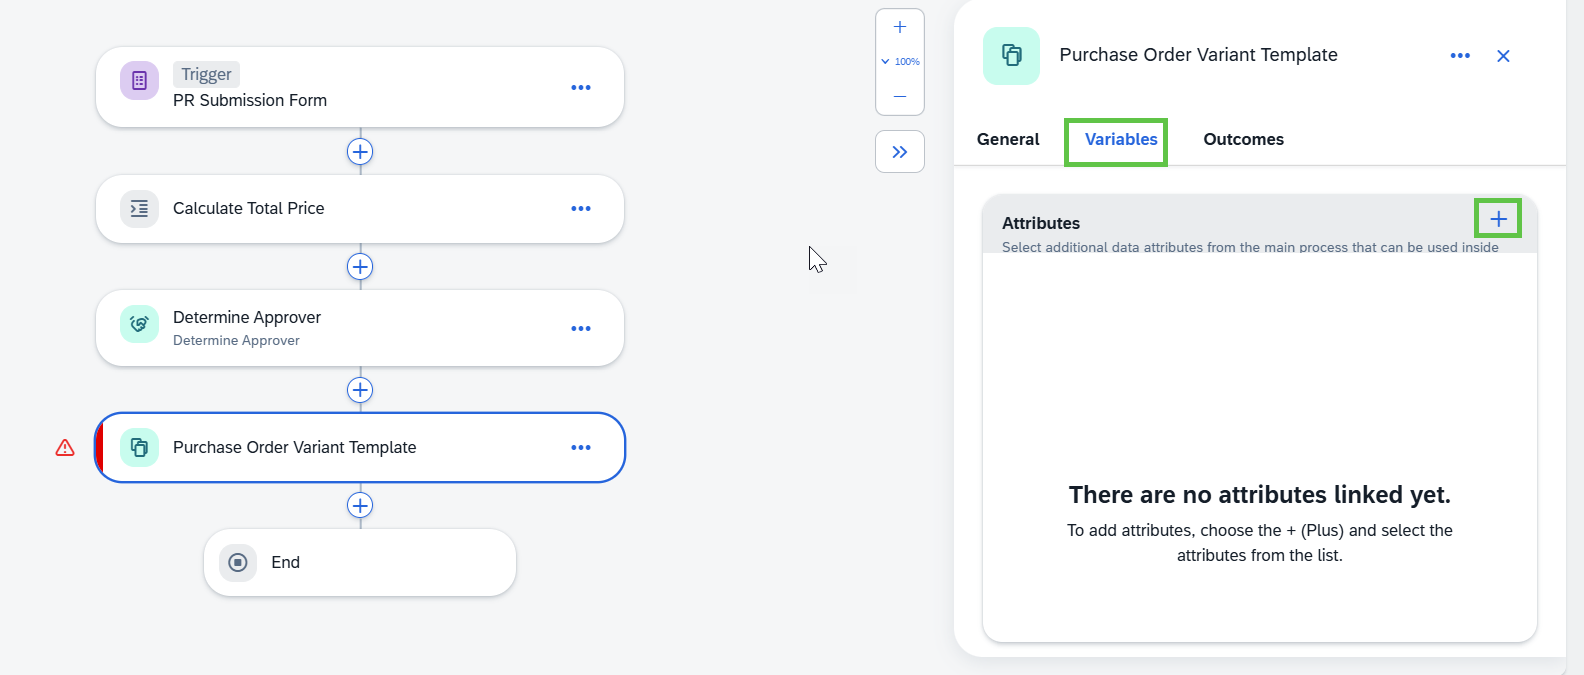 Trigger
PR Submission Form
Calculate Total Price
Determine Approver
Determine Approver
Purchase Order Variant Template
End
100%
Purchase Order Variant Template
General Variables Outcomes
Attributes
Select additional data attributes from the main process that can be used inside
There are no attributes linked yet.
To add attributes, choose the + (Plus) and select the
attributes from the list.